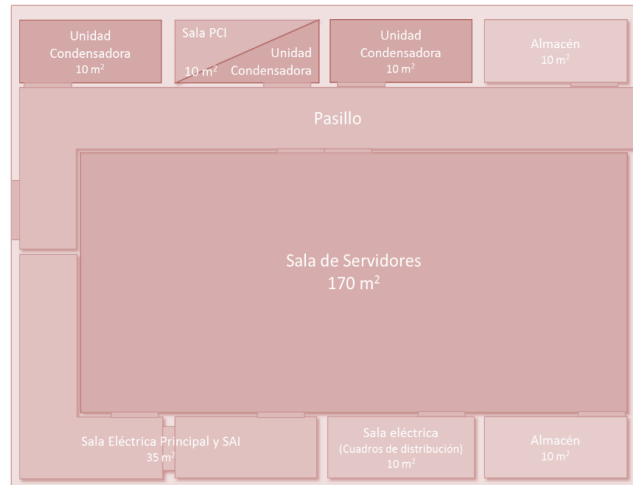 Unidad
Condensadora
10 m²
Sala PCI
10 m²
Unidad
Condensadora
Unidad
Condensadora
10 m²
Almacén
10 m²
Pasillo
Sala de Servidores
170 m²
Sala Eléctrica Principal y SAI
35 m²
Sala eléctrica
(Cuadros de distribución)
10 m²
Almacén
10 m²